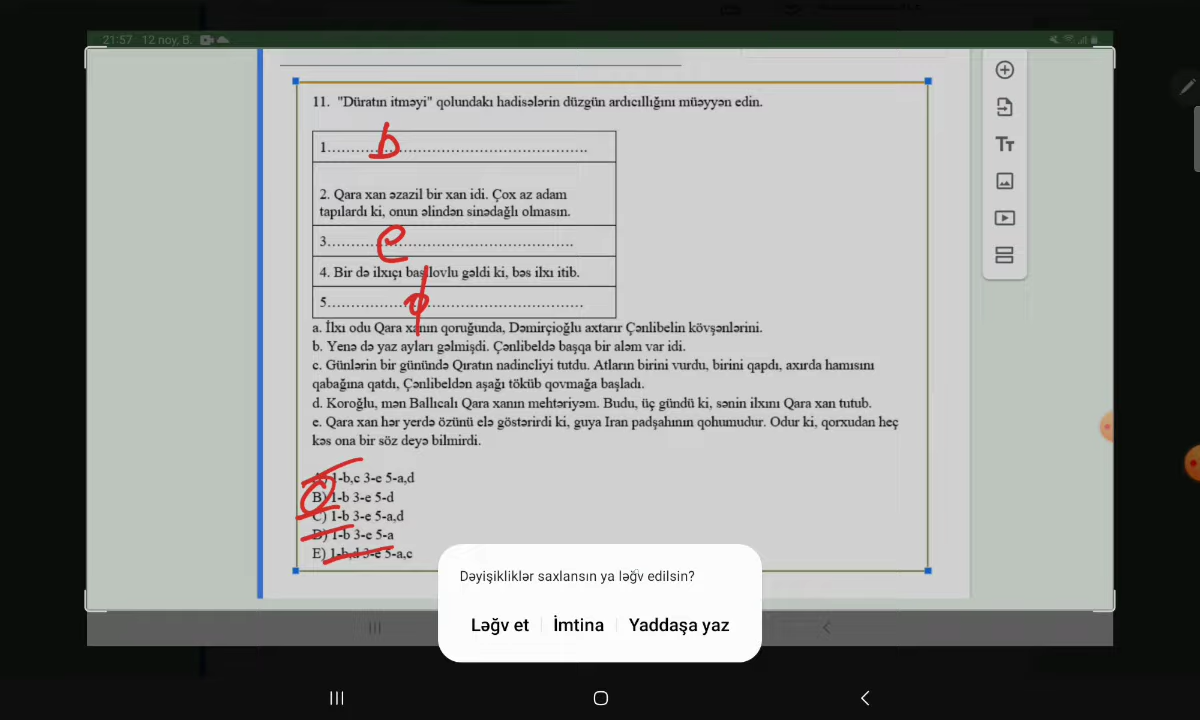 21:57 12 noy, B.
11. "Düratın itməyi" qolundakı hadisələrin düzgün ardıcıllığını müəyyən edin.
1.......................................................
b
2. Qara xan əzazil bir xan idi. Çox az adam
tapılardı ki, onun əlindən sinədağlı olmasın.
3....................................................
e
4. Bir də ilxıçı başılovlu gəldi ki, bəs ilxı itib.
5......................................................
d
a. İlxı odu Qara xanın qoruğunda, Dəmirçioğlu axtarır Çənlibelin kövşənlərini.
b. Yenə də yaz ayları gəlmişdi. Çənlibeldə başqa bir aləm var idi.
c. Günlərin bir günündə Qıratın nadincliyi tutdu. Atların birini vurdu, birini qapdı, axırda hamısını
qabağına qatdı, Çənlibeldən aşağı töküb qovmağa başladı.
d. Koroğlu, mən Ballıcalı Qara xanın mehtəriyəm. Budu, üç gündü ki, sənin ilxını Qara xan tutub.
e. Qara xan hər yerdə özünü elə göstərirdi ki, guya Iran padşahının qohumudur. Odur ki, qorxudan heç
kəs ona bir söz deyə bilmirdi.
A) 1-b,c 3-e 5-a,d
B) 1-b 3-e 5-d
C) 1-b 3-e 5-a,d
D) 1-b 3-e 5-a
E) 1-b,d 3-e 5-a,c
Dəyişikliklər saxlansın ya ləğv edilsin?
Ləğv et İmtina Yaddaşa yaz